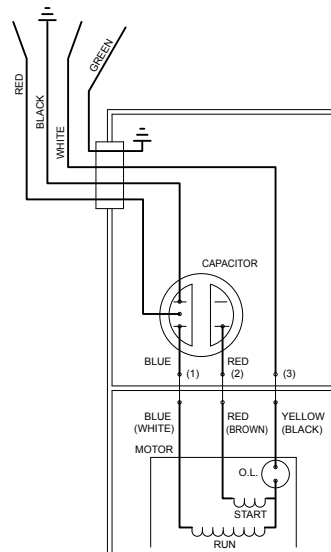 RED
BLACK
WHITE
GREEN
CAPACITOR
BLUE
(1)
RED
(2)
(3)
BLUE
(WHITE)
RED
(BROWN)
YELLOW
(BLACK)
MOTOR
O.L.
START
RUN